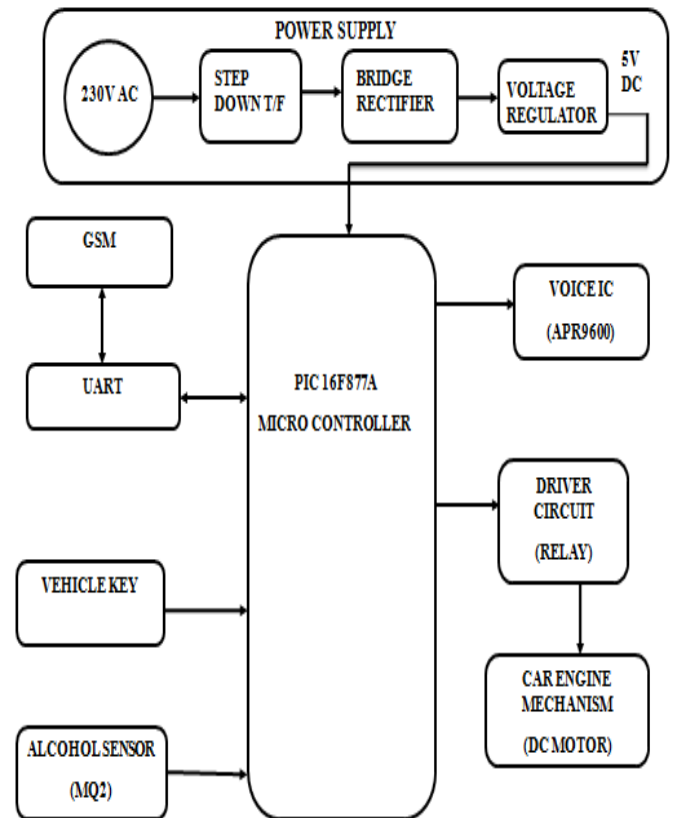 POWER SUPPLY
230V AC
STEP
DOWN T/F
BRIDGE
RECTIFIER
VOLTAGE
REGULATOR
5V
DC
GSM
UART
VEHICLE KEY
ALCOHOL SENSOR
(MQ2)
PIC 16F877A
MICRO CONTROLLER
VOICE IC
(APR9600)
DRIVER
CIRCUIT
(RELAY)
CAR ENGINE
MECHANISM
(DC MOTOR)